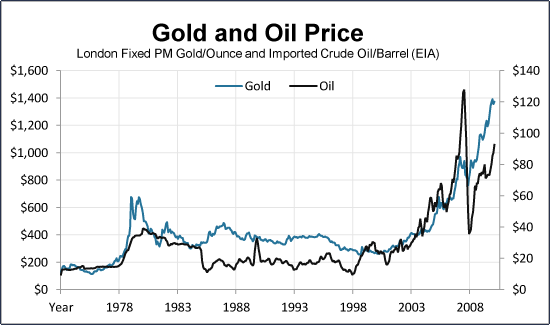 Gold and Oil Price
London Fixed PM Gold/Ounce and Imported Crude Oil/Barrel (EIA)
Gold Oil
$1,600 $140
$1,400 $120
$1,200 $100
$1,000 $80
$800 $60
$600 $40
$400 $20
$200 $0
$0
Year 1978 1983 1988 1993 1998 2003 2008